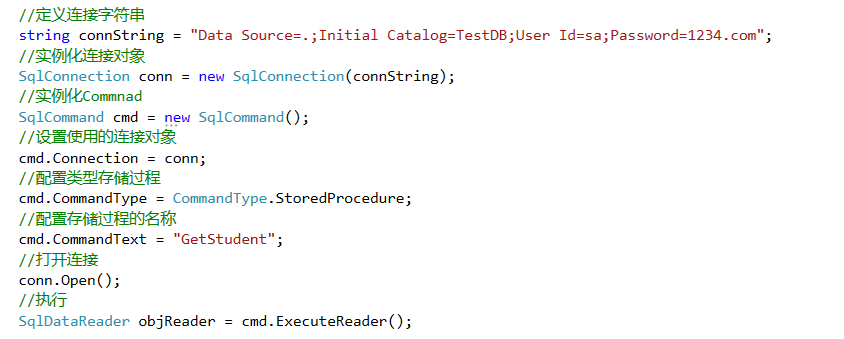 //定义连接字符串
string connString = "Data Source=.;Initial Catalog=TestDB;User Id=sa;Password=1234.com";
//实例化连接对象
SqlConnection conn = new SqlConnection(connString);
//实例化Commnad
SqlCommand cmd = new SqlCommand();
//设置使用的连接对象
cmd.Connection = conn;
//配置类型存储过程
cmd.CommandType = CommandType.StoredProcedure;
//配置存储过程的名称
cmd.CommandText = "GetStudent";
//打开连接
conn.Open();
//执行
SqlDataReader objReader = cmd.ExecuteReader();